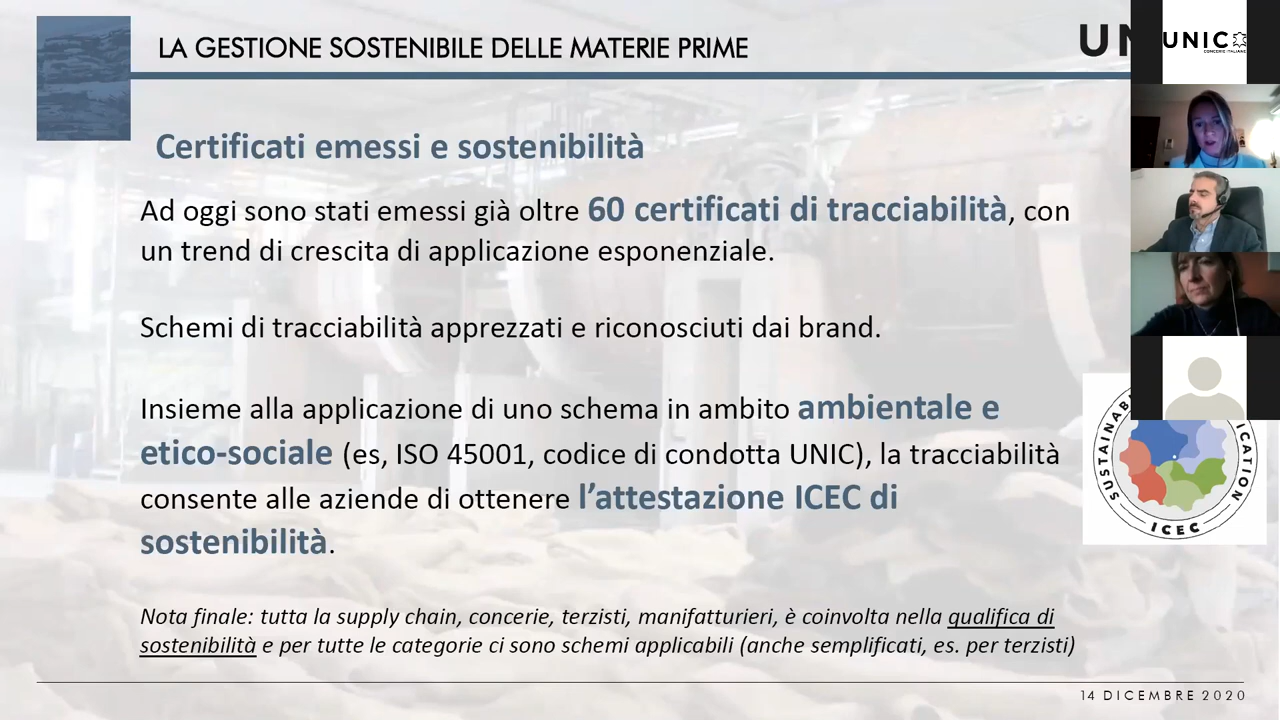 LA GESTIONE SOSTENIBILE DELLE MATERIE PRIME
UN
UNIC
CONCERIE ITALIANE
Certificati emessi e sostenibilità
Ad oggi sono stati emessi già oltre 60 certificati di tracciabilità, con
un trend di crescita di applicazione esponenziale.
Schemi di tracciabilità apprezzati e riconosciuti dai brand.
Insieme alla applicazione di uno schema in ambito ambientale e
etico-sociale (es, ISO 45001, codice di condotta UNIC), la tracciabilità
consente alle aziende di ottenere l’attestazione ICEC di
sostenibilità.
SUSTAINAB
ICATION
ICEC
Nota finale: tutta la supply chain, concerie, terzisti, manifatturieri, è coinvolta nella qualifica di
sostenibilità e per tutte le categorie ci sono schemi applicabili (anche semplificati, es. per terzisti)
14 DICEMBRE 2020